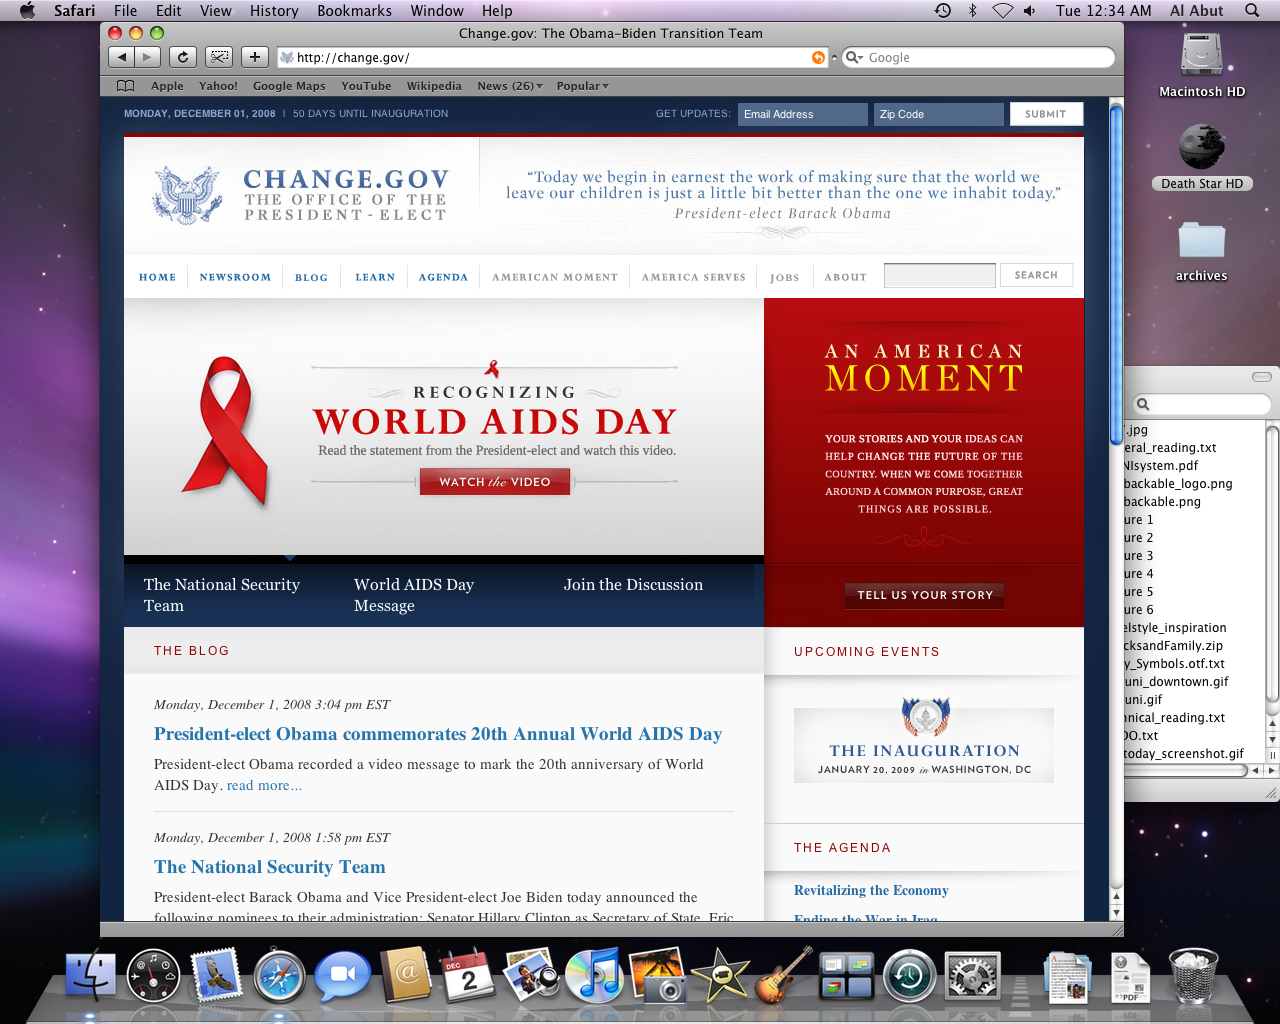 Safari File Edit View History Bookmarks Window Help Tue 12:34 AM Al Abut
Change.gov: The Obama-Biden Transition Team
http://change.gov/ Google
Apple Yahoo! Google Maps YouTube Wikipedia News (26) Popular
Macintosh HD
Death Star HD
archives
MONDAY, DECEMBER 01, 2008 | 50 DAYS UNTIL INAUGURATION GET UPDATES: Email Address Zip Code SUBMIT
CHANGE.GOV
THE OFFICE OF THE
PRESIDENT-ELECT
“Today we begin in earnest the work of making sure that the world we
leave our children is just a little bit better than the one we inhabit today.”
President-elect Barack Obama
HOME NEWSROOM BLOG LEARN AGENDA AMERICAN MOMENT AMERICA SERVES JOBS ABOUT SEARCH
RECOGNIZING
WORLD AIDS DAY
Read the statement from the President-elect and watch this video.
WATCH the VIDEO
AN AMERICAN
MOMENT
YOUR STORIES AND YOUR IDEAS CAN
HELP CHANGE THE FUTURE OF THE
COUNTRY. WHEN WE COME TOGETHER
AROUND A COMMON PURPOSE, GREAT
THINGS ARE POSSIBLE.
TELL US YOUR STORY
The National Security
Team
World AIDS Day
Message
Join the Discussion
THE BLOG
Monday, December 1, 2008 3:04 pm EST
President-elect Obama commemorates 20th Annual World AIDS Day
President-elect Obama recorded a video message to mark the 20th anniversary of World
AIDS Day. read more...
Monday, December 1, 2008 1:58 pm EST
The National Security Team
President-elect Barack Obama and Vice President-elect Joe Biden today announced the
following nominees to their administration: Senator Hillary Clinton as Secretary of State, Eric
UPCOMING EVENTS
THE INAUGURATION
JANUARY 20, 2009 in WASHINGTON, DC
THE AGENDA
Revitalizing the Economy
Ending the War in Iraq
.jpg
eral_reading.txt
NIsystem.pdf
backable_logo.png
backable.png
ure 1
ure 2
ure 3
ure 4
ure 5
ure 6
elstyle_inspiration
cksandFamily.zip
y_Symbols.otf.txt
uni_downtown.gif
uni.gif
hnical_reading.txt
DO.txt
today_screenshot.gif
DEC
2
PDF